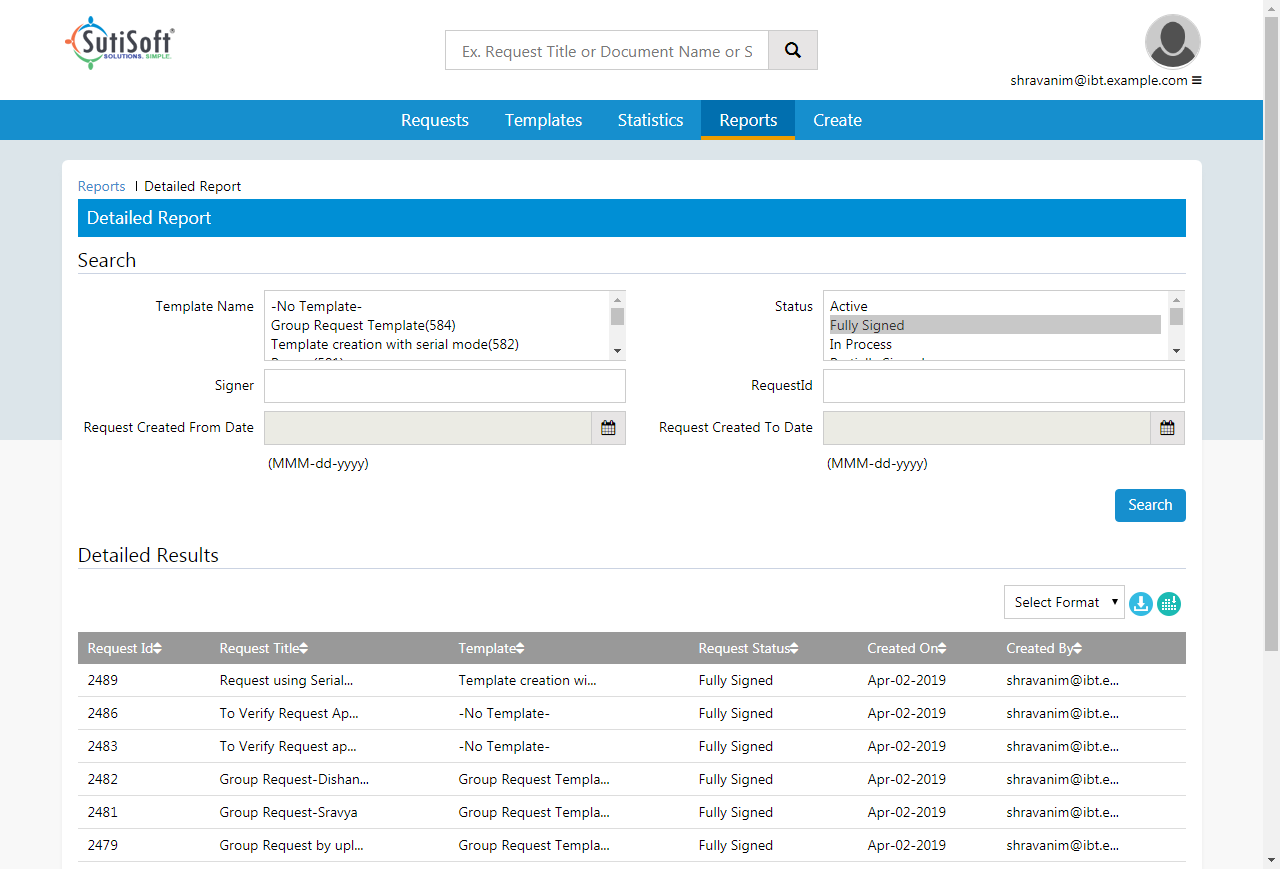 SutiSoft®
SOLUTIONS. SIMPLE.
Ex. Request Title or Document Name or S
shravanim@ibt.example.com
Requests Templates Statistics Reports Create
Reports | Detailed Report
Detailed Report
Search
Template Name
-No Template-
Group Request Template(584)
Template creation with serial mode(582)
Status
Active
Fully Signed
In Process
Signer
RequestId
Request Created From Date
(MMM-dd-yyyy)
Request Created To Date
(MMM-dd-yyyy)
Search
Detailed Results
Select Format
Request Id Request Title Template Request Status Created On Created By
2489 Request using Serial... Template creation wi... Fully Signed Apr-02-2019 shravanim@ibt.e...
2486 To Verify Request Ap... -No Template- Fully Signed Apr-02-2019 shravanim@ibt.e...
2483 To Verify Request ap... -No Template- Fully Signed Apr-02-2019 shravanim@ibt.e...
2482 Group Request-Dishan... Group Request Templa... Fully Signed Apr-02-2019 shravanim@ibt.e...
2481 Group Request-Sravya Group Request Templa... Fully Signed Apr-02-2019 shravanim@ibt.e...
2479 Group Request by upl... Group Request Templa... Fully Signed Apr-02-2019 shravanim@ibt.e...